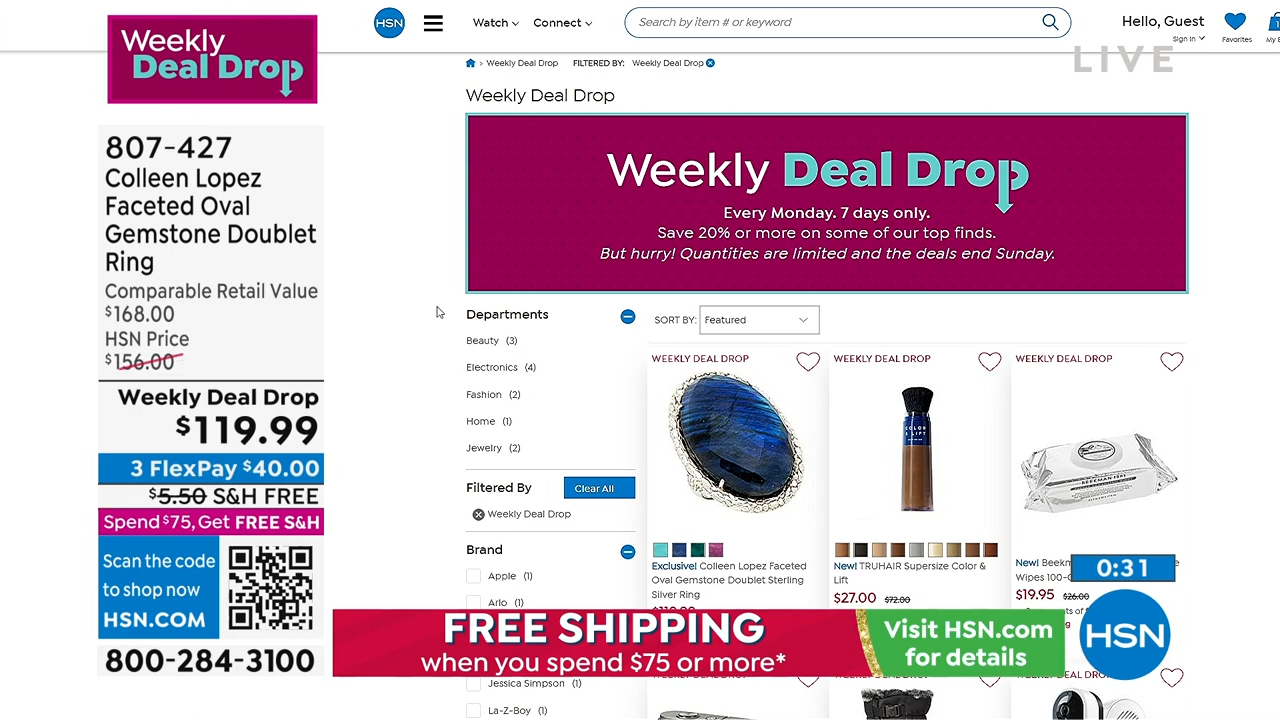 Weekly
Deal Drop
807-427
Colleen Lopez
Faceted Oval
Gemstone Doublet
Ring
Comparable Retail Value
$168.00
HSN Price
$156.00
Weekly Deal Drop
$119.99
3 FlexPay $40.00
$5.50 S&H FREE
Spend $75, Get FREE S&H
Scan the code
to shop now
HSN.COM
800-284-3100
HSN
Watch
Connect
Search by item # or keyword
Hello, Guest
Sign In
Favorites
LIVE
> Weekly Deal Drop FILTERED BY: Weekly Deal Drop
Weekly Deal Drop
Weekly Deal Drop
Every Monday. 7 days only.
Save 20% or more on some of our top finds.
But hurry! Quantities are limited and the deals end Sunday.
Departments
Beauty (3)
Electronics (4)
Fashion (2)
Home (1)
Jewelry (2)
Filtered By Clear All
Weekly Deal Drop
Brand
Apple (1)
Arlo (1)
Jessica Simpson (1)
La-Z-Boy (1)
SORT BY: Featured
WEEKLY DEAL DROP
Exclusive! Colleen Lopez Faceted
Oval Gemstone Doublet Sterling
Silver Ring
WEEKLY DEAL DROP
COLOR
& LIFT
New! TRUHAIR Supersize Color &
Lift
$27.00 $72.00
WEEKLY DEAL DROP
BEEKMAN 1802
New!
Wipes
$19.95 $26.00
0:31
FREE SHIPPING
when you spend $75 or more*
Visit HSN.com
for details
HSN
WEEKLY DEAL DROP